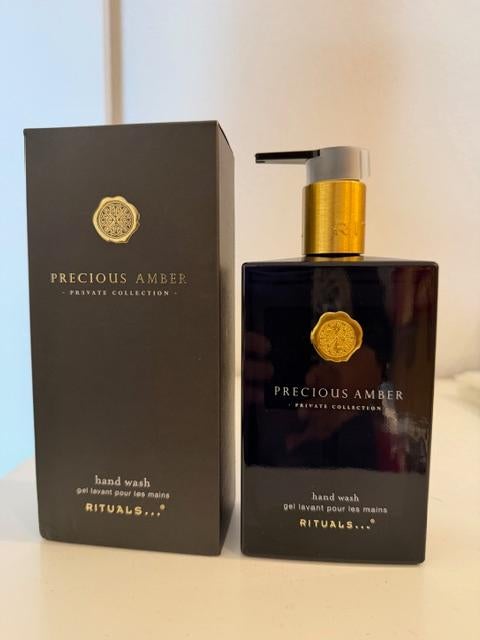 PRECIOUS AMBER
- PRIVATE COLLECTION -
hand wash
gel lavant pour les mains
RITUALS...®
PRECIOUS AMBER
- PRIVATE COLLECTION -
hand wash
gel lavant pour les mains
RITUALS...®